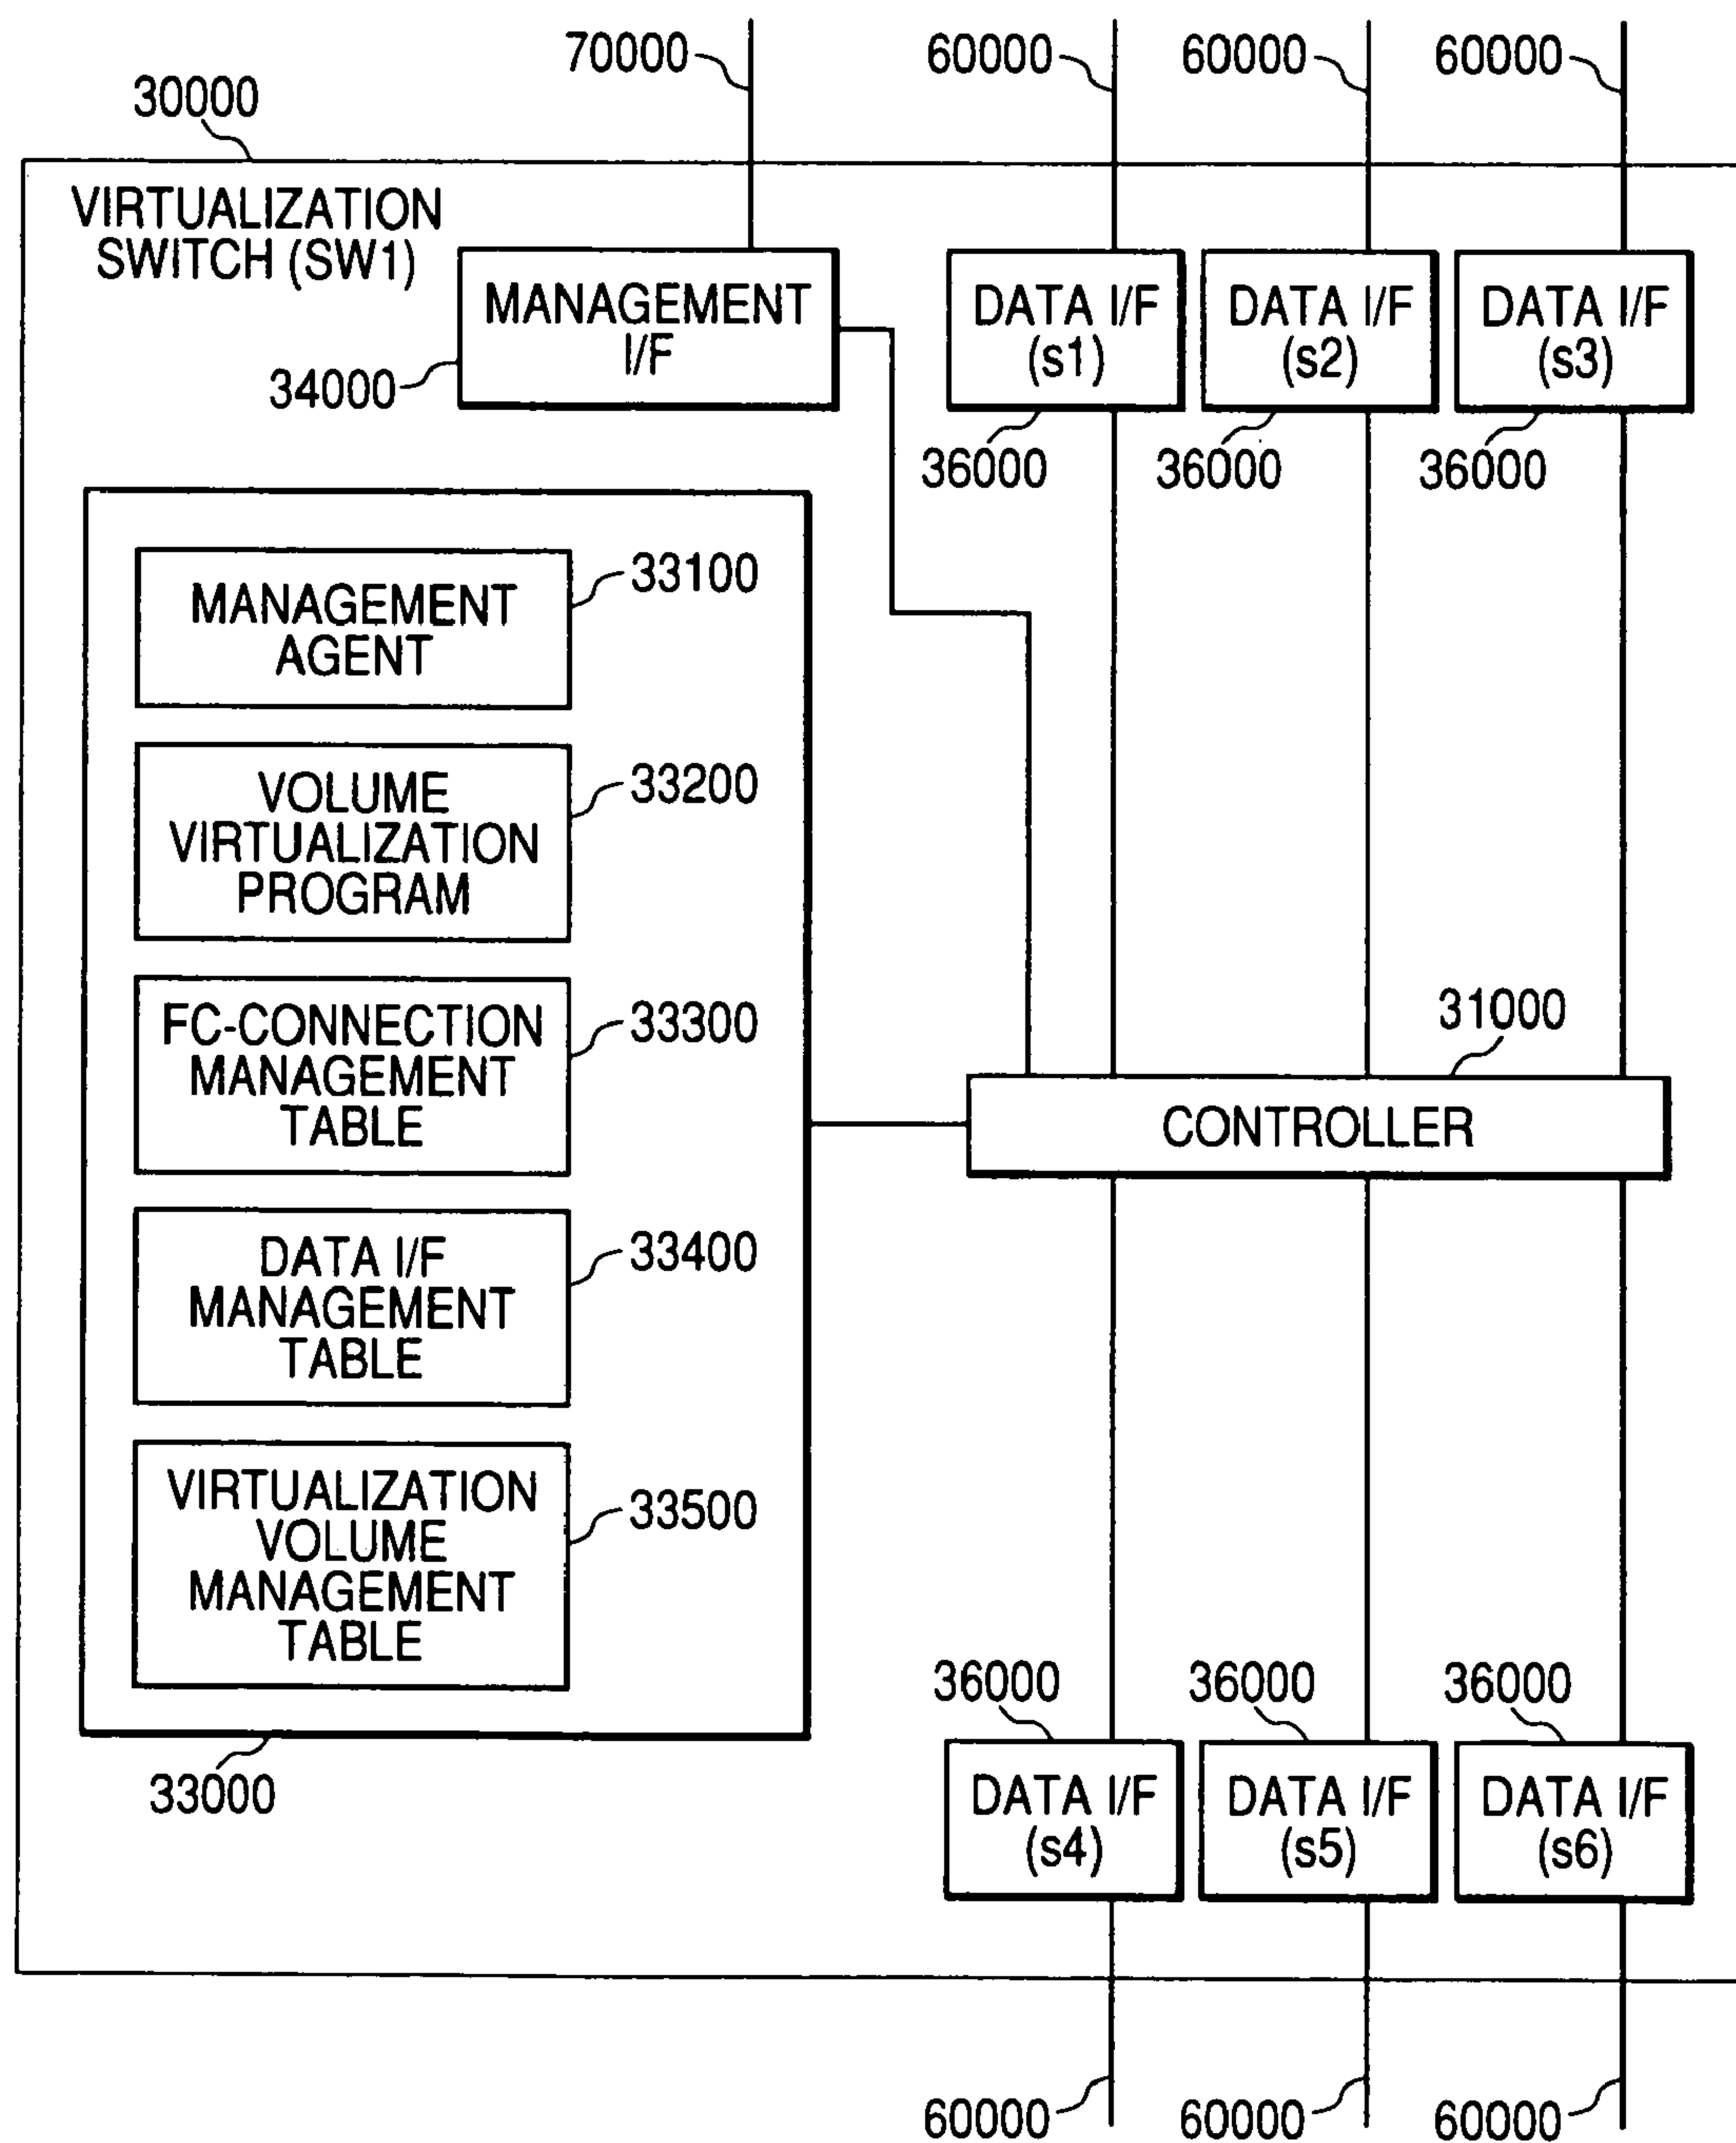 70000
60000
60000
60000
30000
VIRTUALIZATION
SWITCH (SW1)
MANAGEMENT
I/F
34000
DATA I/F
(s1)
DATA I/F
(s2)
DATA I/F
(s3)
36000
36000
36000
MANAGEMENT
AGENT
33100
VOLUME
VIRTUALIZATION
PROGRAM
33200
FC-CONNECTION
MANAGEMENT
TABLE
33300
31000
CONTROLLER
DATA I/F
MANAGEMENT
TABLE
33400
VIRTUALIZATION
VOLUME
MANAGEMENT
TABLE
33500
33000
36000
36000
36000
DATA I/F
(s4)
DATA I/F
(s5)
DATA I/F
(s6)
60000
60000
60000